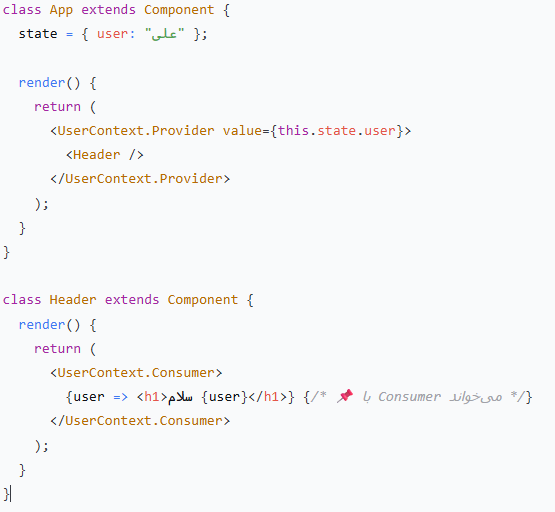 class App extends Component {
  state = { user: "علی" };

  render() {
    return (
      <UserContext.Provider value={this.state.user}>
        <Header />
      </UserContext.Provider>
    );
  }
}

class Header extends Component {
  render() {
    return (
      <UserContext.Consumer>
        {user => <h1>سلام {user}</h1>} {/* 📌 با Consumer می‌خواند */}
      </UserContext.Consumer>
    );
  }
}